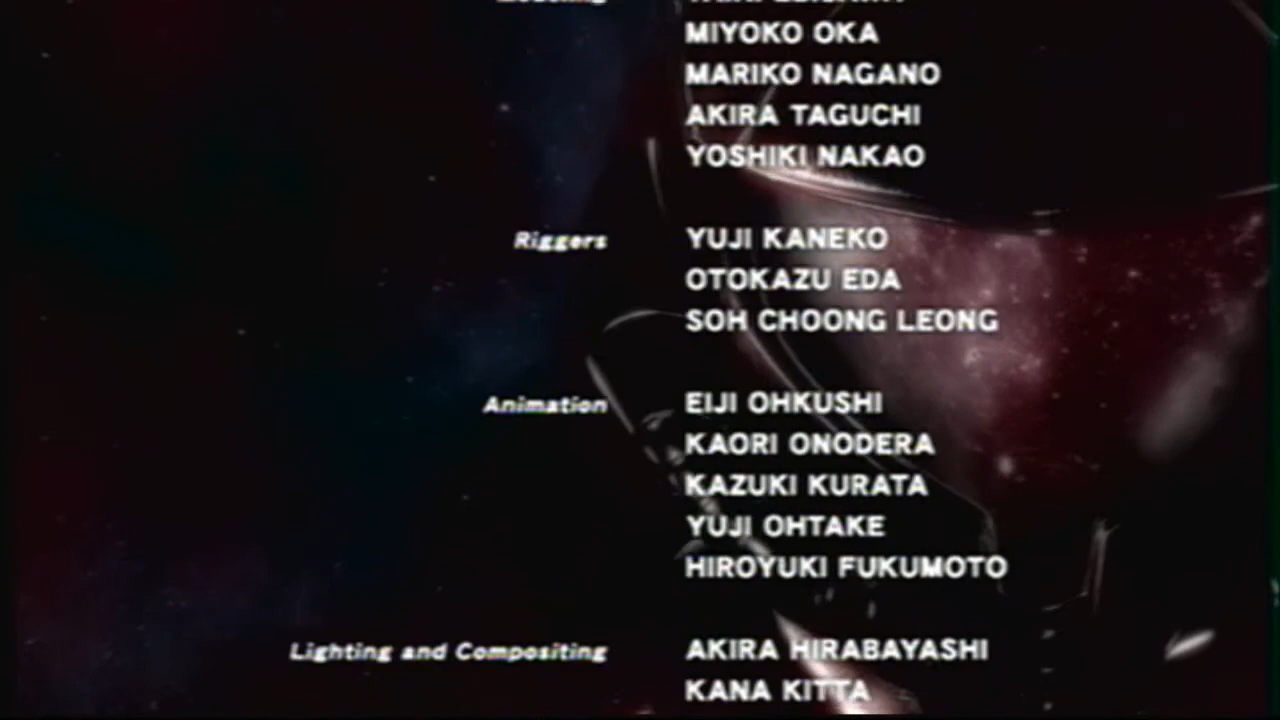 MIYOKO OKA
MARIKO NAGANO
AKIRA TAGUCHI
YOSHIKI NAKAO
Riggers YUJI KANEKO
OTOKAZU EDA
SOH CHOONG LEONG
Animation EIJI OHKUSHI
KAORI ONODERA
KAZUKI KURATA
YUJI OHTAKE
HIROYUKI FUKUMOTO
Lighting and Compositing AKIRA HIRABAYASHI
KANA KITTA